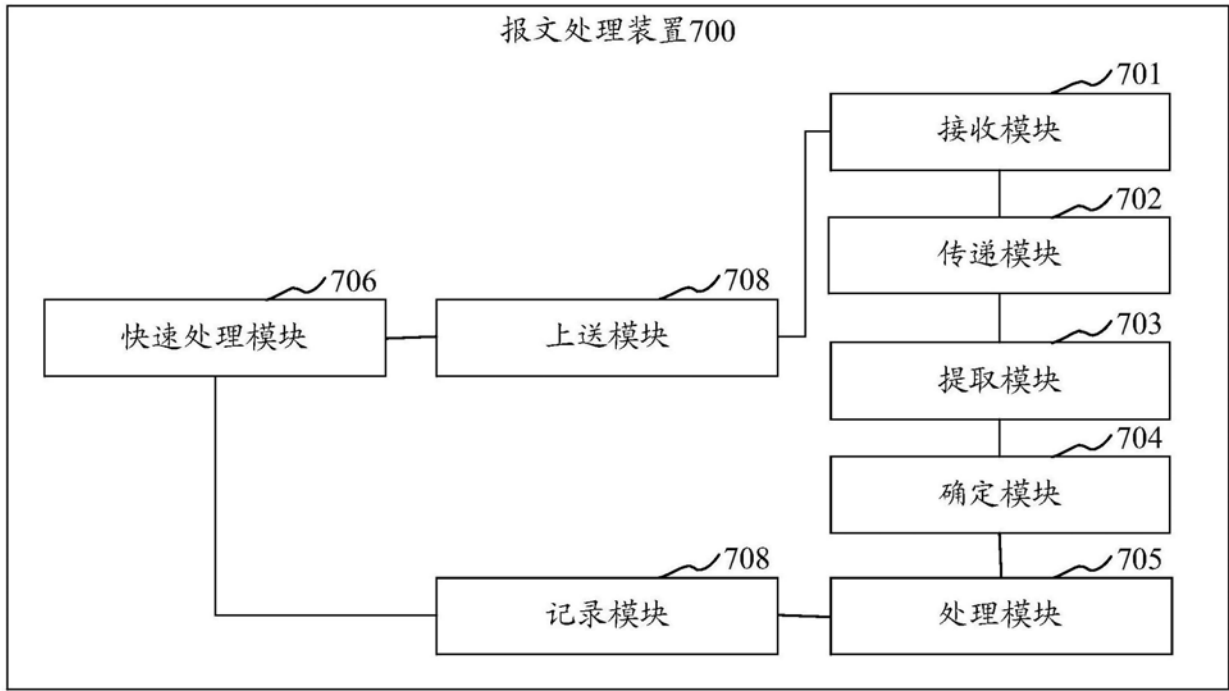 报文处理装置700
701
接收模块
702
传递模块
706
快速处理模块
708
上送模块
703
提取模块
704
确定模块
708
记录模块
705
处理模块